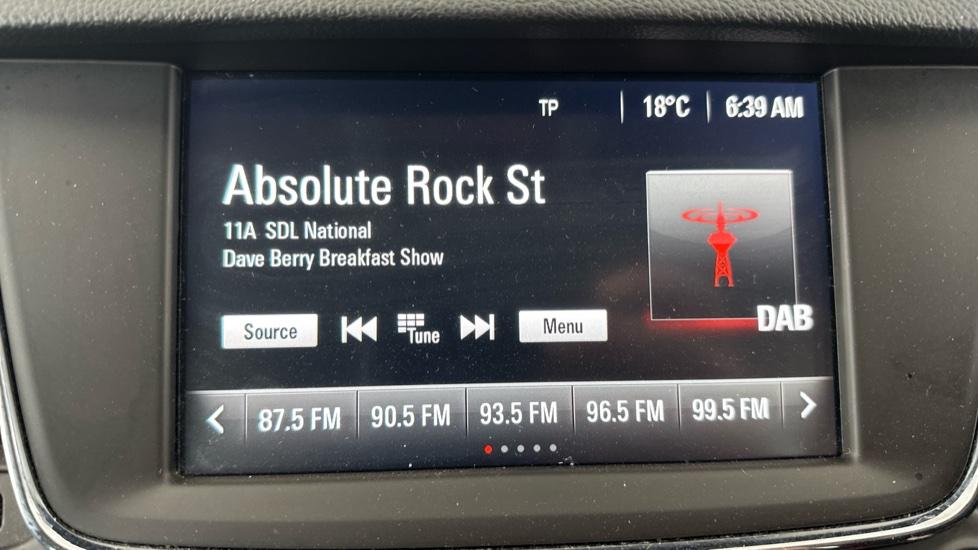 TP 18°C 6:39 AM
Absolute Rock St
11A SDL National
Dave Berry Breakfast Show
Source Tune Menu
DAB
87.5 FM 90.5 FM 93.5 FM 96.5 FM 99.5 FM